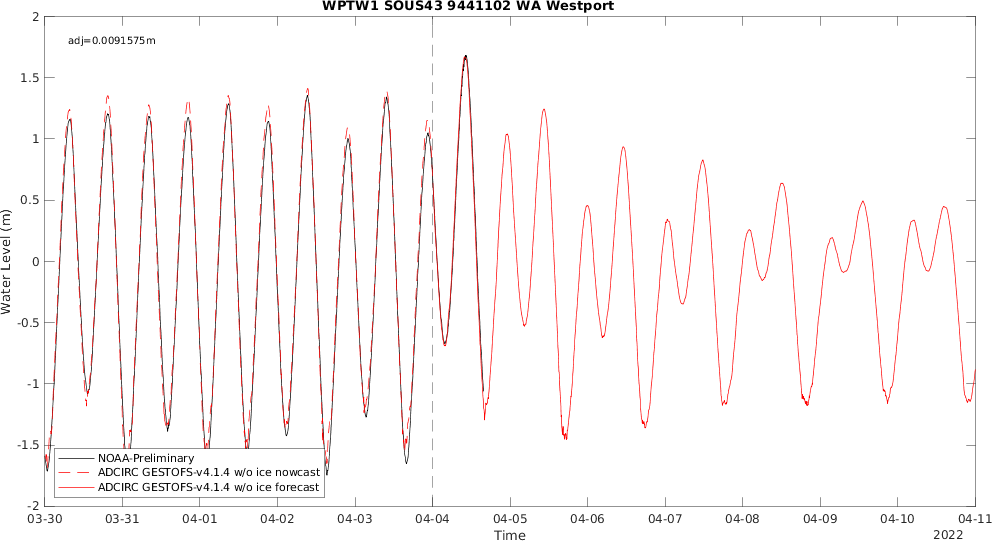 WPTW1 SOUS43 9441102 WA Westport
adj=0.0091575m
2
1.5
1
0.5
0
-0.5
-1
-1.5
-2
Water Level (m)
NOAA-Preliminary
ADCIRC GESTOFS-v4.1.4 w/o ice nowcast
ADCIRC GESTOFS-v4.1.4 w/o ice forecast
03-30 03-31 04-01 04-02 04-03 04-04 04-05 04-06 04-07 04-08 04-09 04-10 04-11
Time
2022